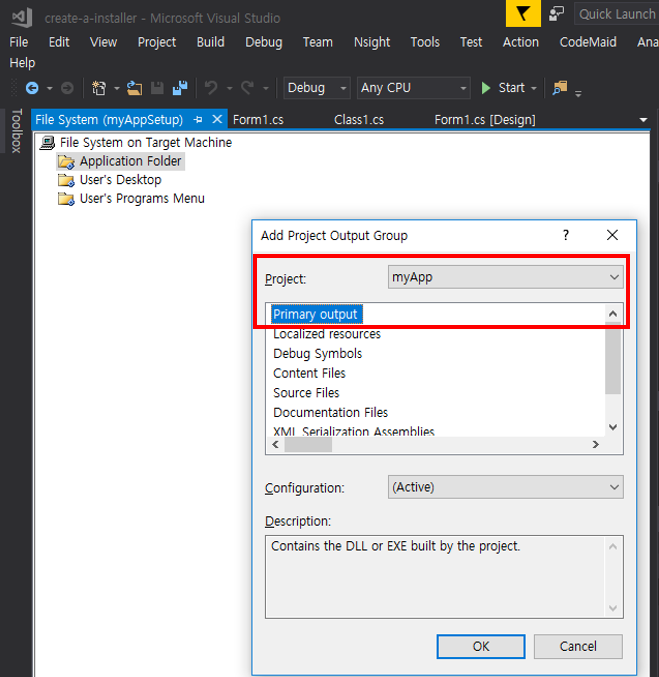 create-a-installer - Microsoft Visual Studio
Quick Launch
File Edit View Project Build Debug Team Nsight Tools Test Action CodeMaid Ana
Help
Debug Any CPU Start
Toolbox
File System (myAppSetup) Form1.cs Class1.cs Form1.cs [Design]
File System on Target Machine
Application Folder
User's Desktop
User's Programs Menu
Add Project Output Group ?
Project: myApp
Primary output
Localized resources
Debug Symbols
Content Files
Source Files
Documentation Files
XML Serialization Assemblies
Configuration: (Active)
Description:
Contains the DLL or EXE built by the project.
OK Cancel